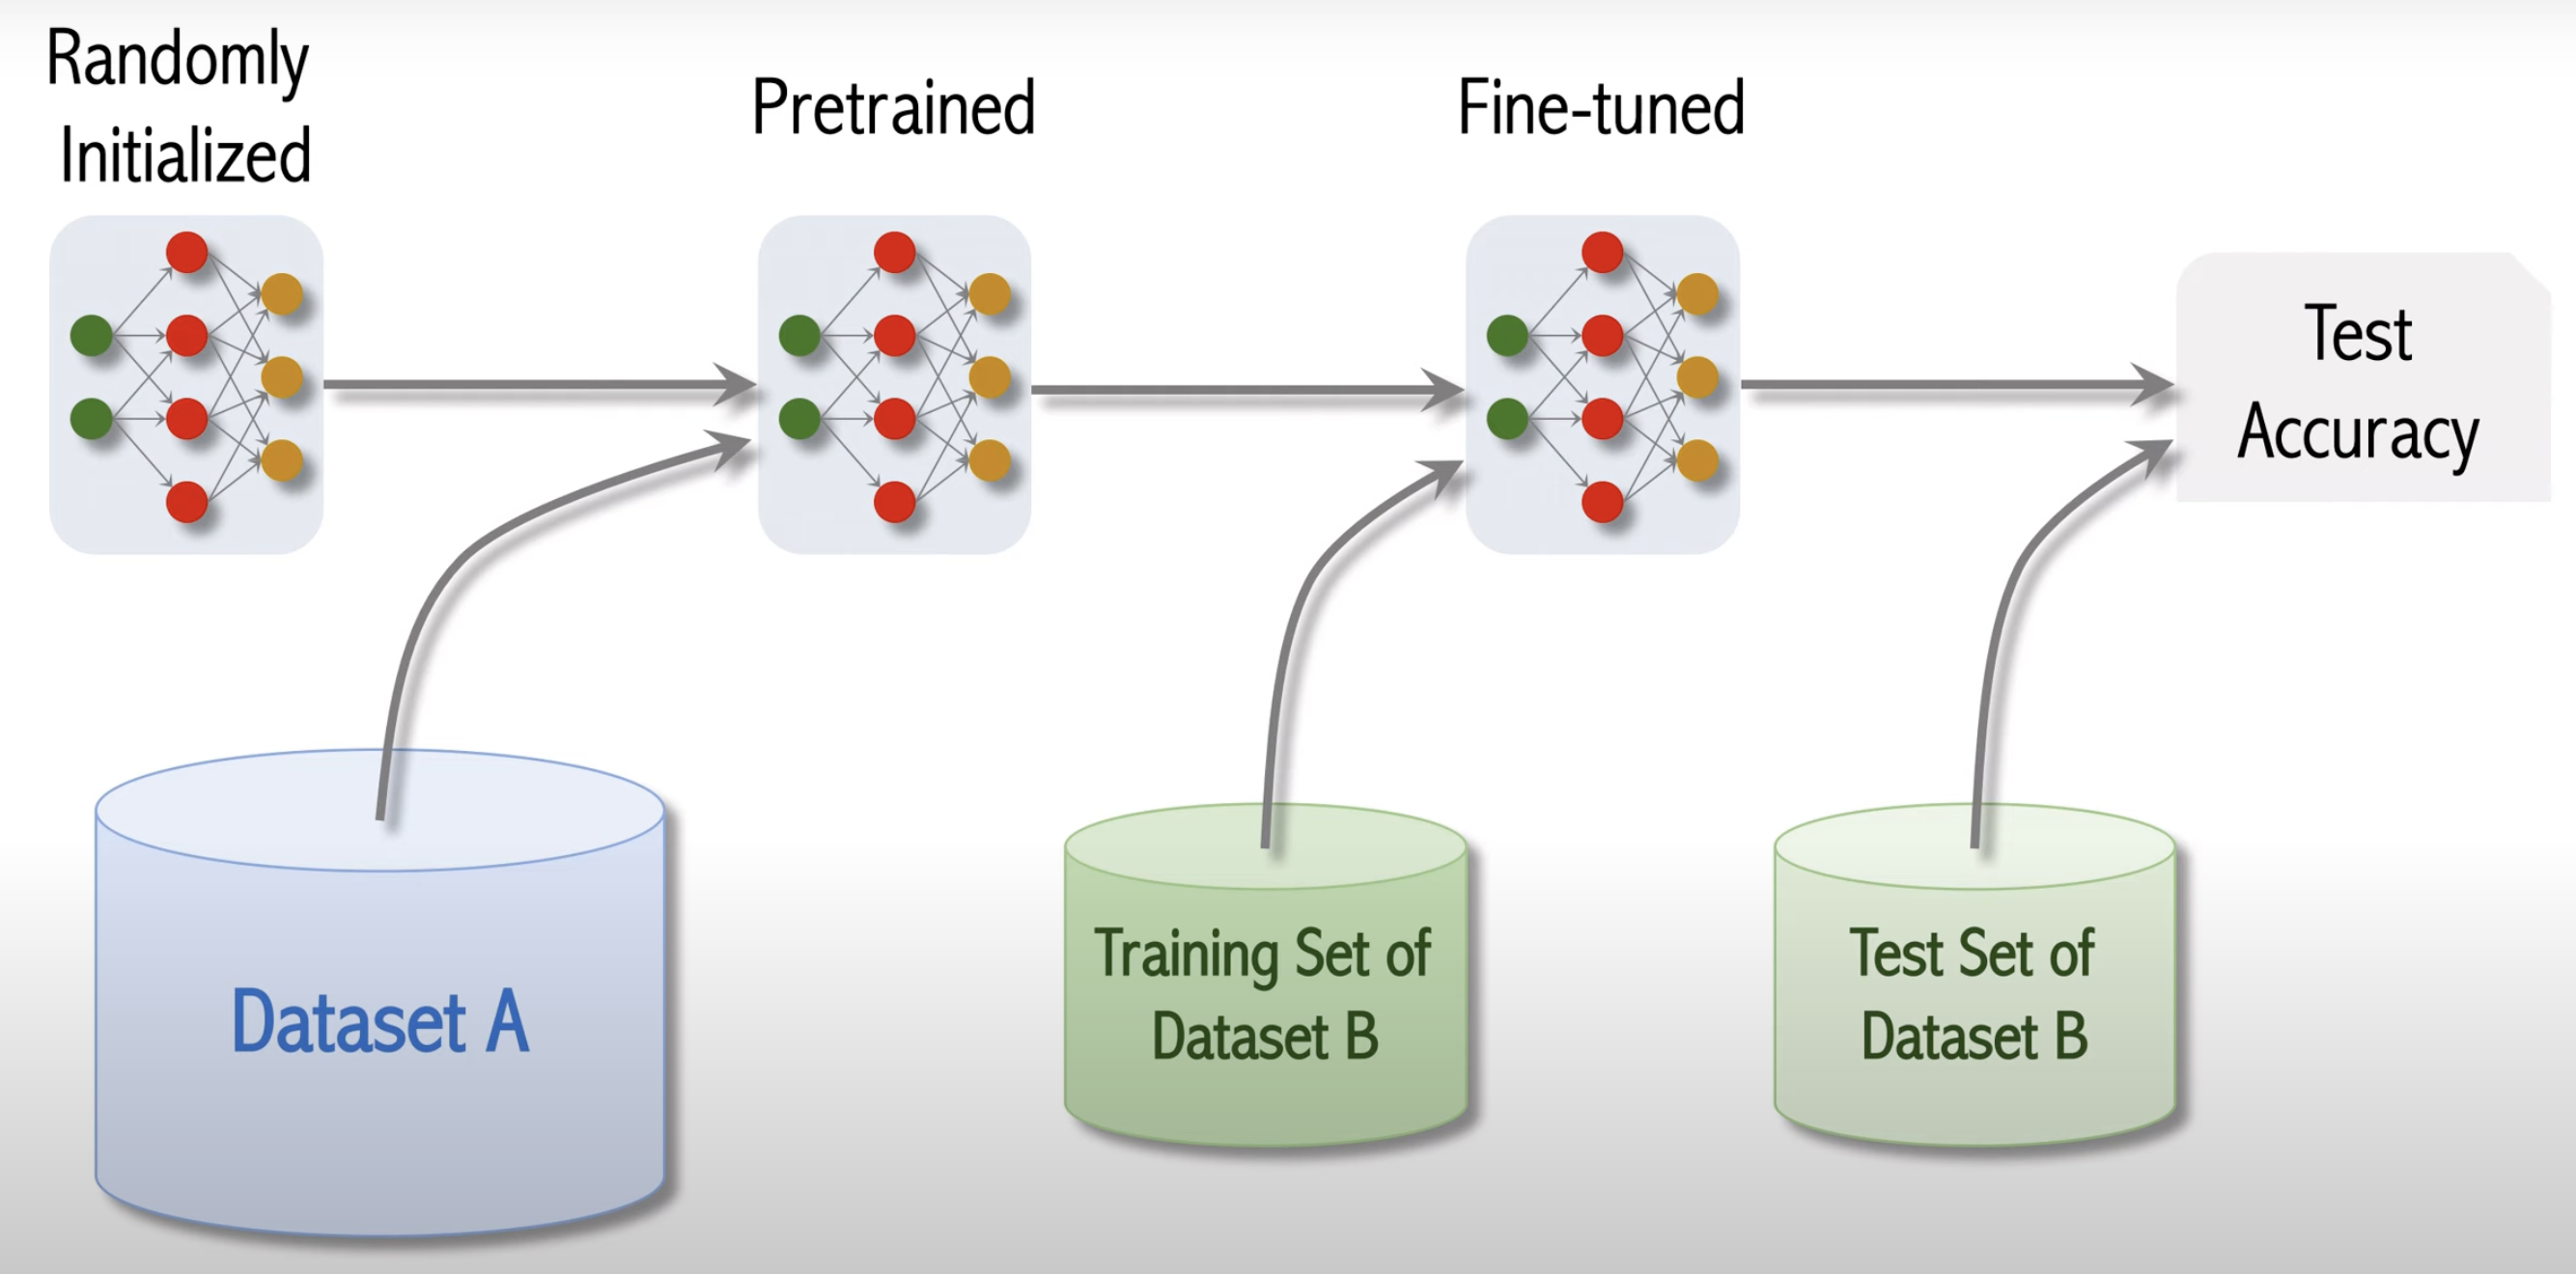 Randomly
Initialized
Pretrained
Fine-tuned
Test
Accuracy
Dataset A
Training Set of
Dataset B
Test Set of
Dataset B